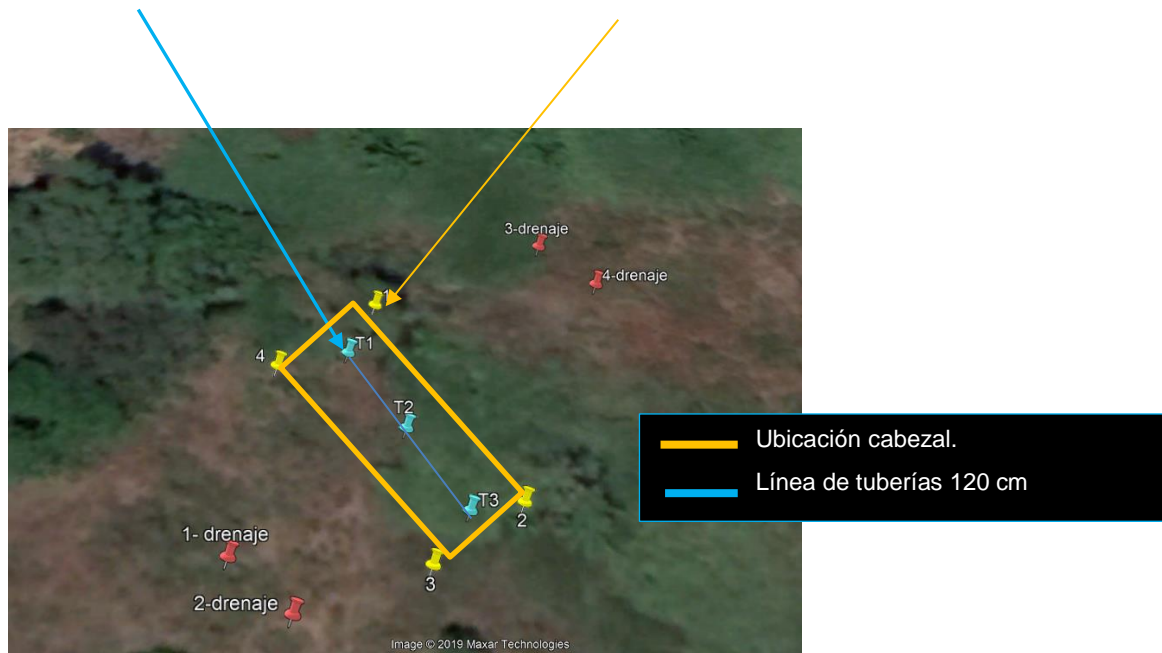 3-drenaje
4-drenaje
1
4
T1
T2
T3
2
3
1- drenaje
2-drenaje
Ubicación cabezal.
Línea de tuberías 120 cm
Image © 2019 Maxar Technologies